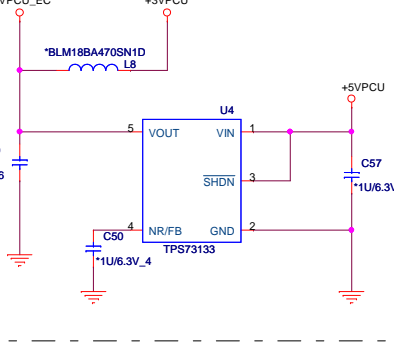 VPCU_EC
+3VPCU
*BLM18BA470SN1D
L8
+5VPCU
U4
5
VOUT
VIN
1
SHDN
3
C57
*1U/6.3V
4
NR/FB
GND
2
C50
*1U/6.3V_4
TPS73133
6